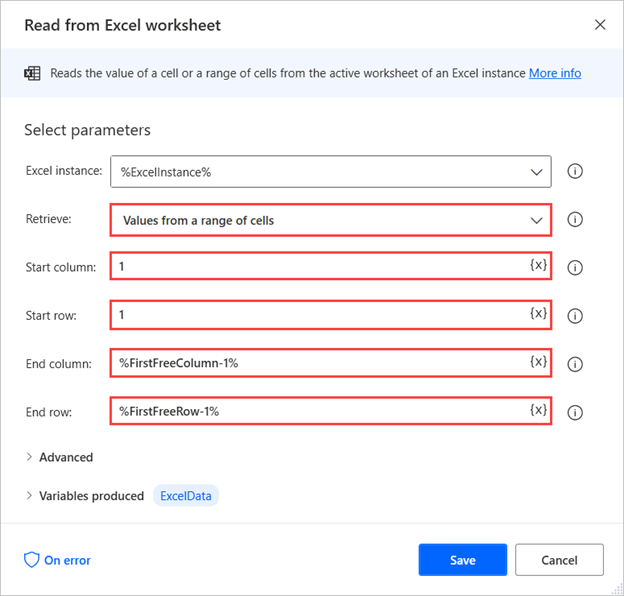 Read from Excel worksheet
Reads the value of a cell or a range of cells from the active worksheet of an Excel instance More info
Select parameters
Excel instance: %ExcelInstance%
Retrieve: Values from a range of cells
Start column: 1 {x}
Start row: 1 {x}
End column: %FirstFreeColumn-1% {x}
End row: %FirstFreeRow-1% {x}
Advanced
Variables produced ExcelData
On error Save Cancel